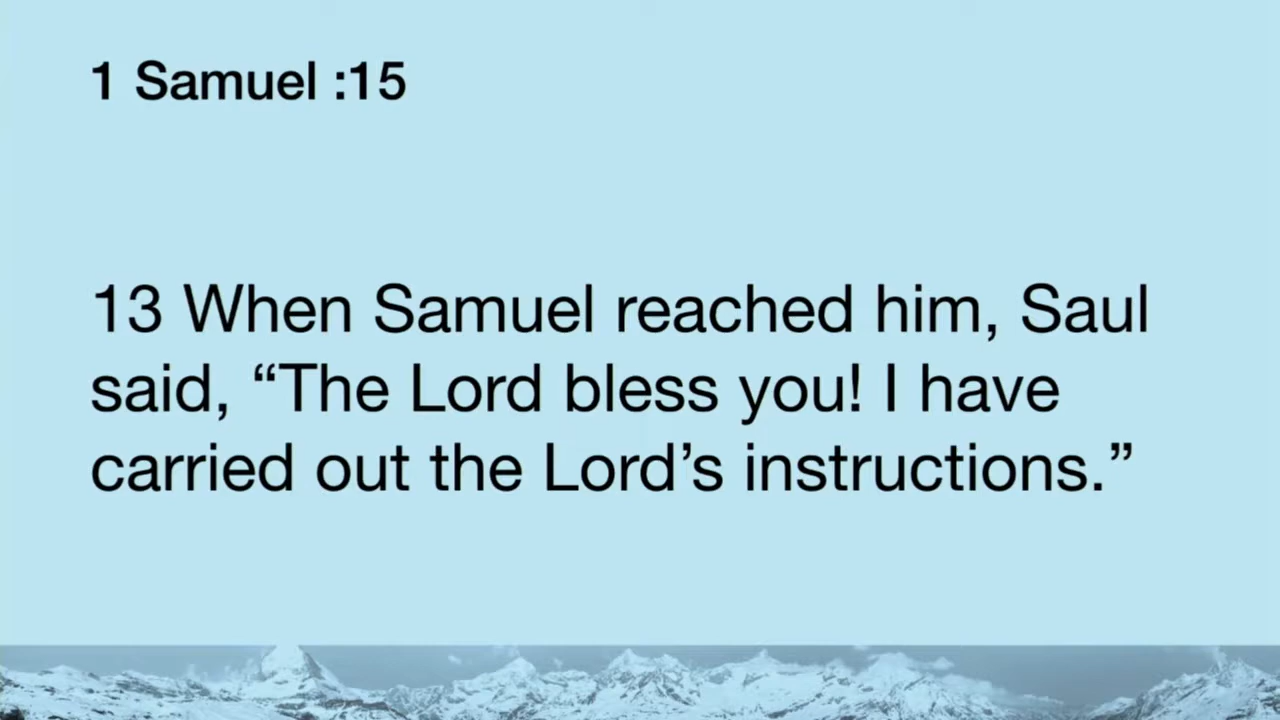 1 Samuel :15
13 When Samuel reached him, Saul
said, “The Lord bless you! I have
carried out the Lord’s instructions.”